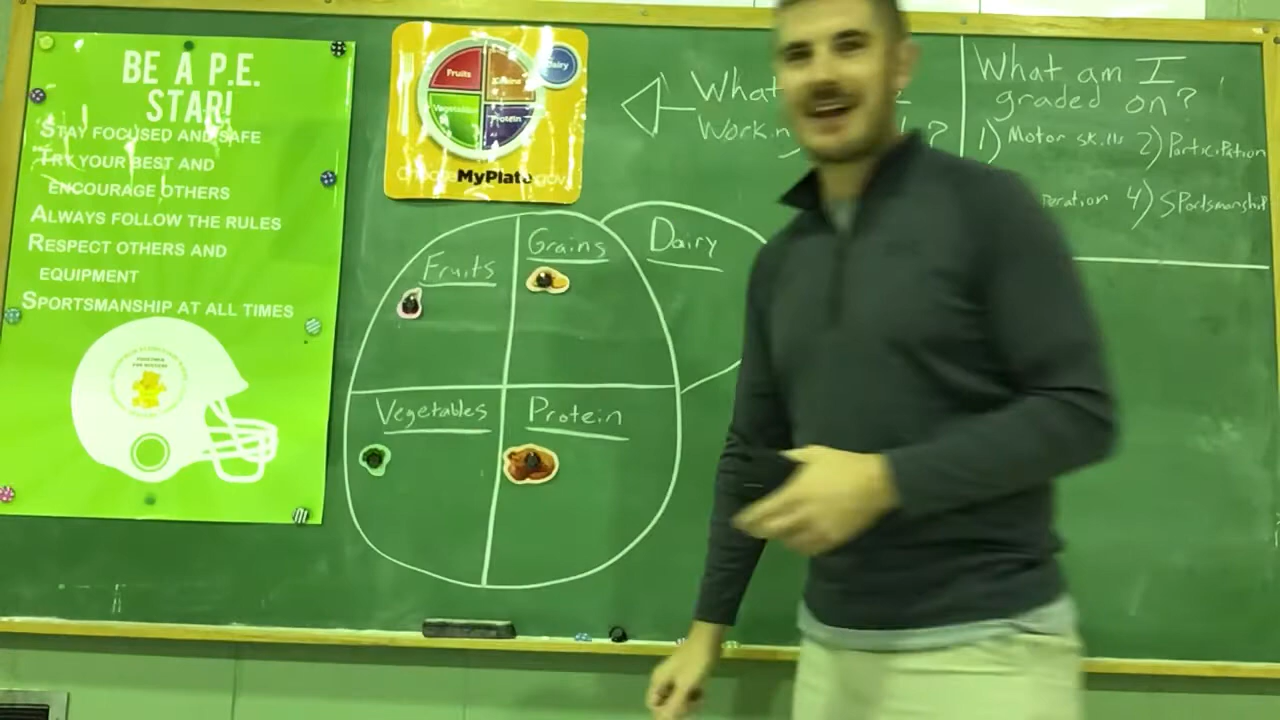 BE A P.E.
STAR!
STAY FOCUSED AND SAFE
TRY YOUR BEST AND
ENCOURAGE OTHERS
ALWAYS FOLLOW THE RULES
RESPECT OTHERS AND
EQUIPMENT
SPORTSMANSHIP AT ALL TIMES
Fruits
Grains
Dairy
Vegetables
Protein
MyPlate.gov
What
?
What am I
graded on?
1) Motor skills 2) Participation
4) Sportsmanship
Fruits
Grains
Dairy
Vegetables
Protein